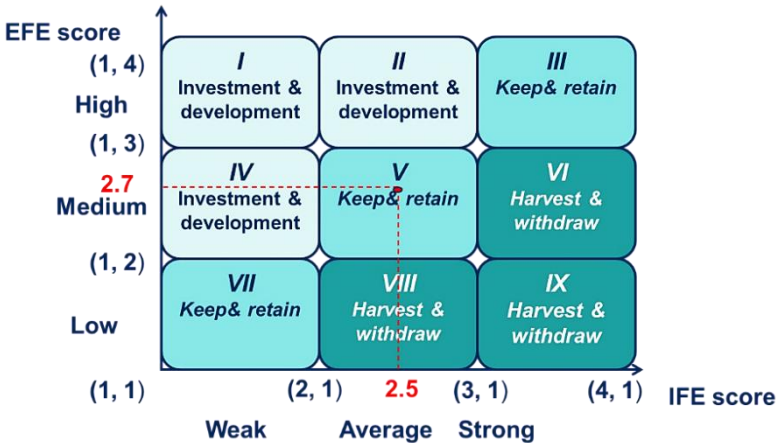 EFE score
(1, 4)
High
(1, 3)
2.7
Medium
(1, 2)
Low
(1, 1)
I
Investment &
development
II
Investment &
development
III
Keep& retain
IV
Investment &
development
V
Keep& retain
VI
Harvest &
withdraw
VII
Keep& retain
VIII
Harvest &
withdraw
IX
Harvest &
withdraw
(2, 1)
2.5
(3, 1)
(4, 1)
IFE score
Weak
Average
Strong